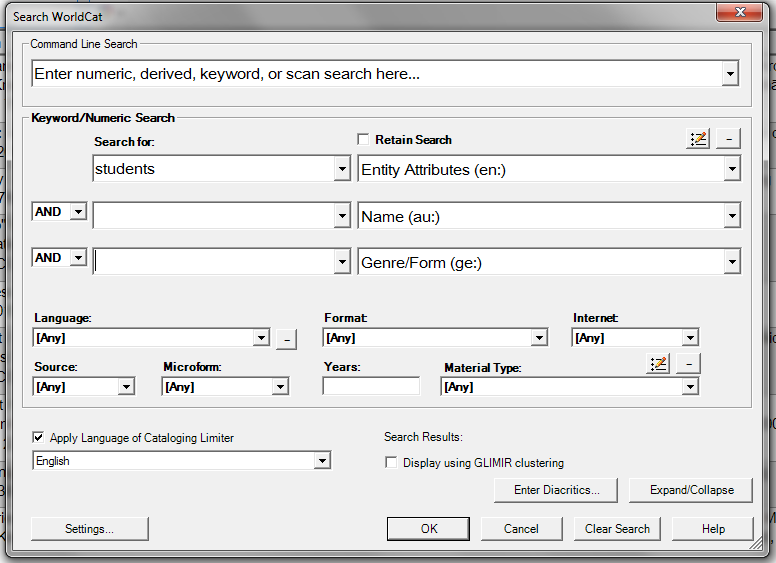 Search WorldCat
Command Line Search
Enter numeric, derived, keyword, or scan search here...
Keyword/Numeric Search
Search for:
Retain Search
students
Entity Attributes (en:)
AND
Name (au:)
AND
Genre/Form (ge:)
Language:
Format:
Internet:
[Any]
[Any]
[Any]
Source:
Microform:
Years:
Material Type:
[Any]
[Any]
[Any]
Apply Language of Cataloging Limiter
Search Results:
English
Display using GLIMIR clustering
Enter Diacritics...
Expand/Collapse
Settings...
OK
Cancel
Clear Search
Help